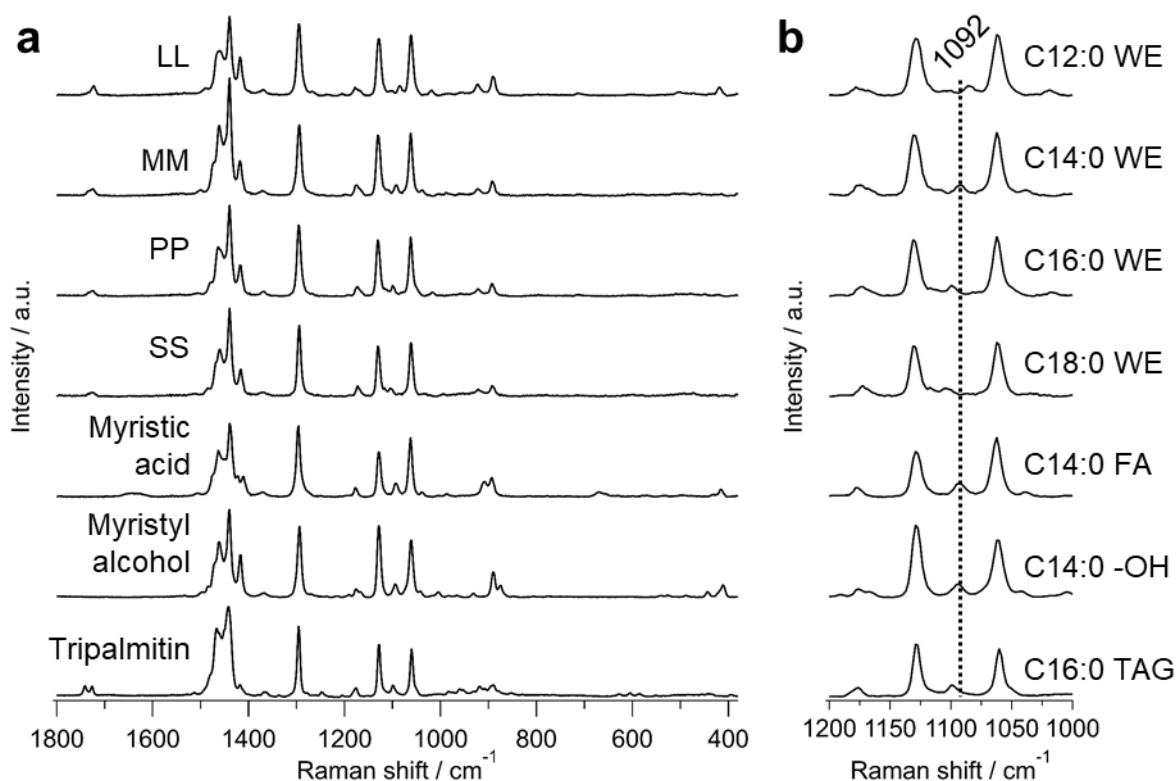 a
LL
MM
PP
SS
Myristic
acid
Myristyl
alcohol
Tripalmitin
Intensity / a.u.
1800 1600 1400 1200 1000 800 600 400
Raman shift / cm⁻¹
b
1092
C12:0 WE
C14:0 WE
C16:0 WE
C18:0 WE
C14:0 FA
C14:0 -OH
C16:0 TAG
Intensity / a.u.
1200 1150 1100 1050 1000
Raman shift / cm⁻¹